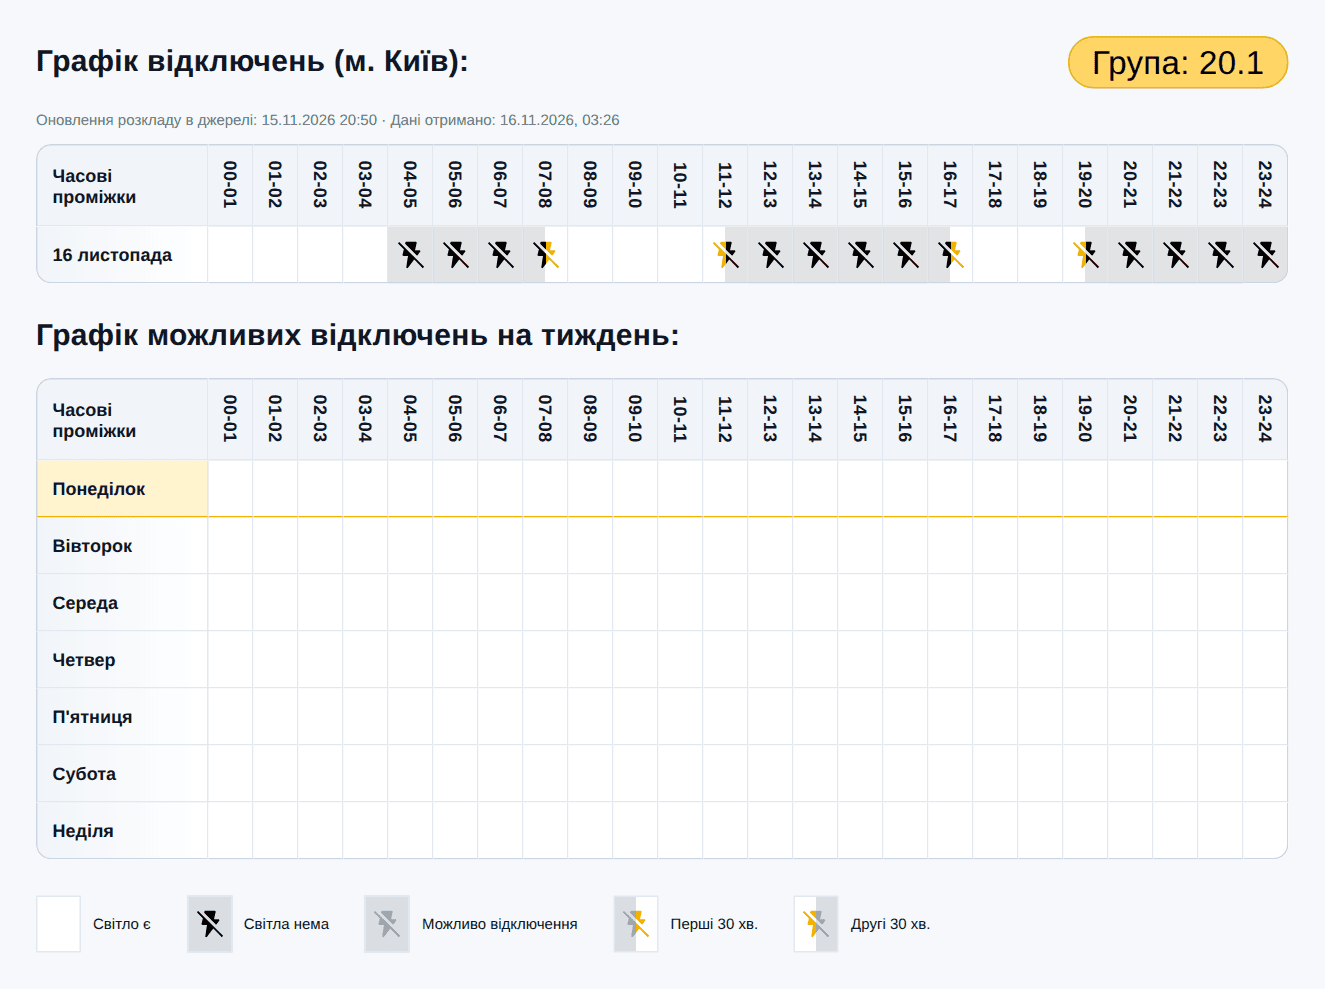 Графік відключень (м. Київ):
Група: 20.1
Оновлення розкладу в джерелі: 15.11.2026 20:50 · Дані отримано: 16.11.2026, 03:26
Часові проміжки 00-01 01-02 02-03 03-04 04-05 05-06 06-07 07-08 08-09 09-10 10-11 11-12 12-13 13-14 14-15 15-16 16-17 17-18 18-19 19-20 20-21 21-22 22-23 23-24
16 листопада
Графік можливих відключень на тиждень:
Часові проміжки 00-01 01-02 02-03 03-04 04-05 05-06 06-07 07-08 08-09 09-10 10-11 11-12 12-13 13-14 14-15 15-16 16-17 17-18 18-19 19-20 20-21 21-22 22-23 23-24
Понеділок
Вівторок
Середа
Четвер
П'ятниця
Субота
Неділя
Світло є Світла нема Можливо відключення Перші 30 хв. Другі 30 хв.